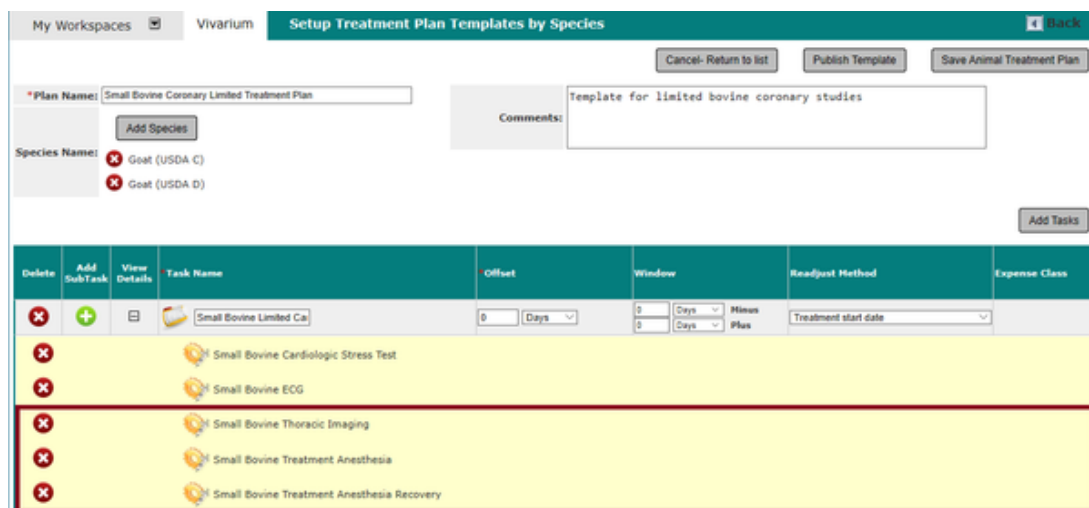 My Workspaces Vivarium Setup Treatment Plan Templates by Species Back
Cancel- Return to list Publish Template Save Animal Treatment Plan
*Plan Name: Small Bovine Coronary Limited Treatment Plan
Comments: Template for limited bovine coronary studies
Add Species
Species Name:
Goat (USDA C)
Goat (USDA D)
Add Tasks
Delete Add SubTask View Details *Task Name *Offset Window Readjust Method Expense Class
Small Bovine Limited Ca 0 Days 0 Days Minus Treatment start date
0 Days Plus
Small Bovine Cardiologic Stress Test
Small Bovine ECG
Small Bovine Thoracic Imaging
Small Bovine Treatment Anesthesia
Small Bovine Treatment Anesthesia Recovery